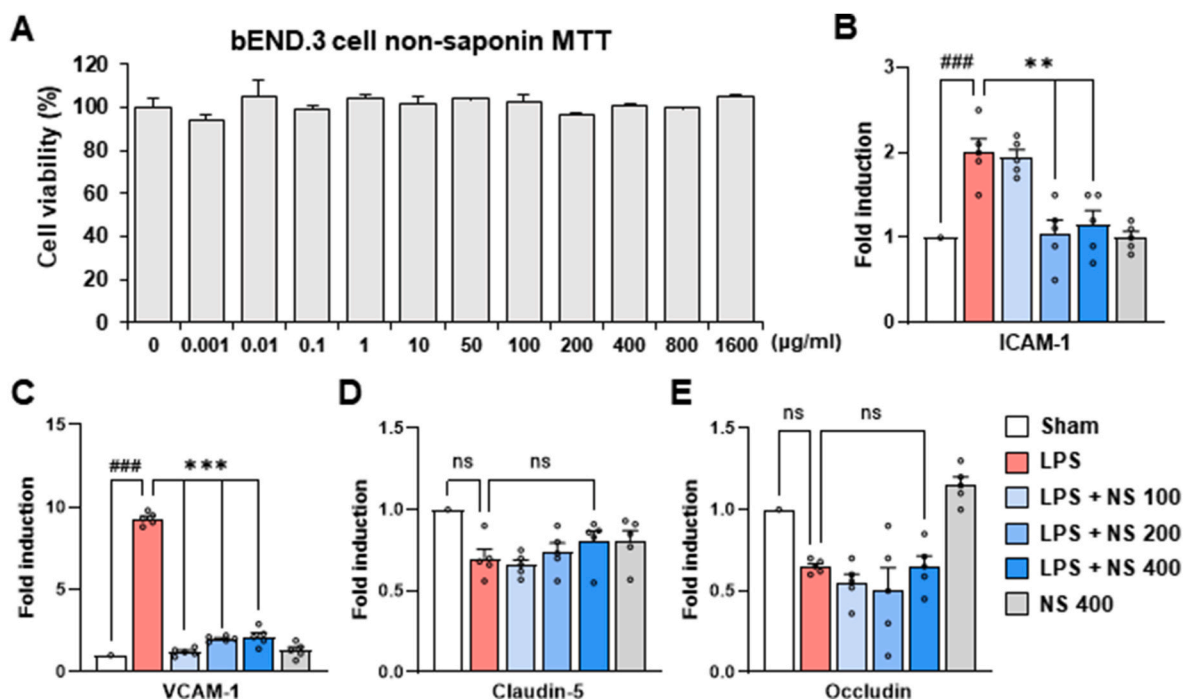 A
bEND.3 cell non-saponin MTT
Cell viability (%)
120
100
80
60
40
20
0
0 0.001 0.01 0.1 1 10 50 100 200 400 800 1600 (µg/ml)
B
Fold induction
3
2
1
0
### **
ICAM-1
C
Fold induction
15
10
5
0
### ***
VCAM-1
D
Fold induction
1.5
1.0
0.5
0.0
ns ns
Claudin-5
E
Fold induction
1.5
1.0
0.5
0.0
ns ns
Occludin
Sham
LPS
LPS + NS 100
LPS + NS 200
LPS + NS 400
NS 400